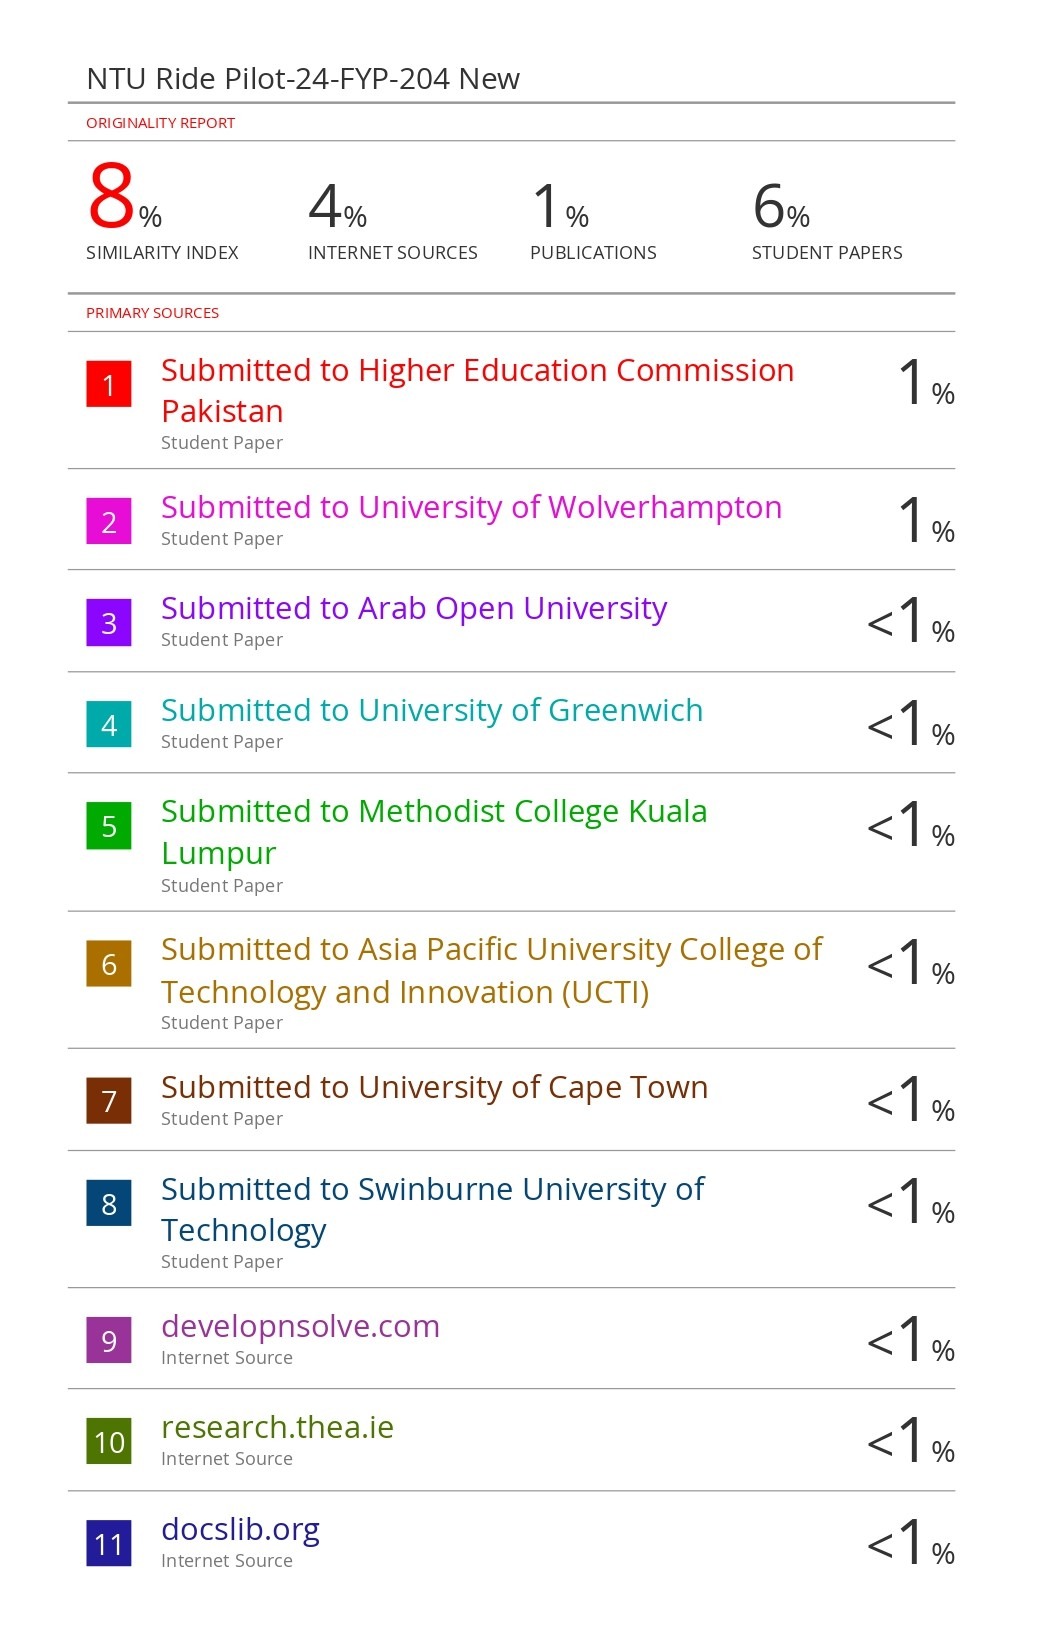 NTU Ride Pilot-24-FYP-204 New
ORIGINALITY REPORT
8% 4% 1% 6%
SIMILARITY INDEX INTERNET SOURCES PUBLICATIONS STUDENT PAPERS
PRIMARY SOURCES
1 Submitted to Higher Education Commission 1%
Pakistan
Student Paper
2 Submitted to University of Wolverhampton 1%
Student Paper
3 Submitted to Arab Open University <1%
Student Paper
4 Submitted to University of Greenwich <1%
Student Paper
5 Submitted to Methodist College Kuala <1%
Lumpur
Student Paper
6 Submitted to Asia Pacific University College of <1%
Technology and Innovation (UCTI)
Student Paper
7 Submitted to University of Cape Town <1%
Student Paper
8 Submitted to Swinburne University of <1%
Technology
Student Paper
9 developnsolve.com <1%
Internet Source
10 research.thea.ie <1%
Internet Source
11 docslib.org <1%
Internet Source